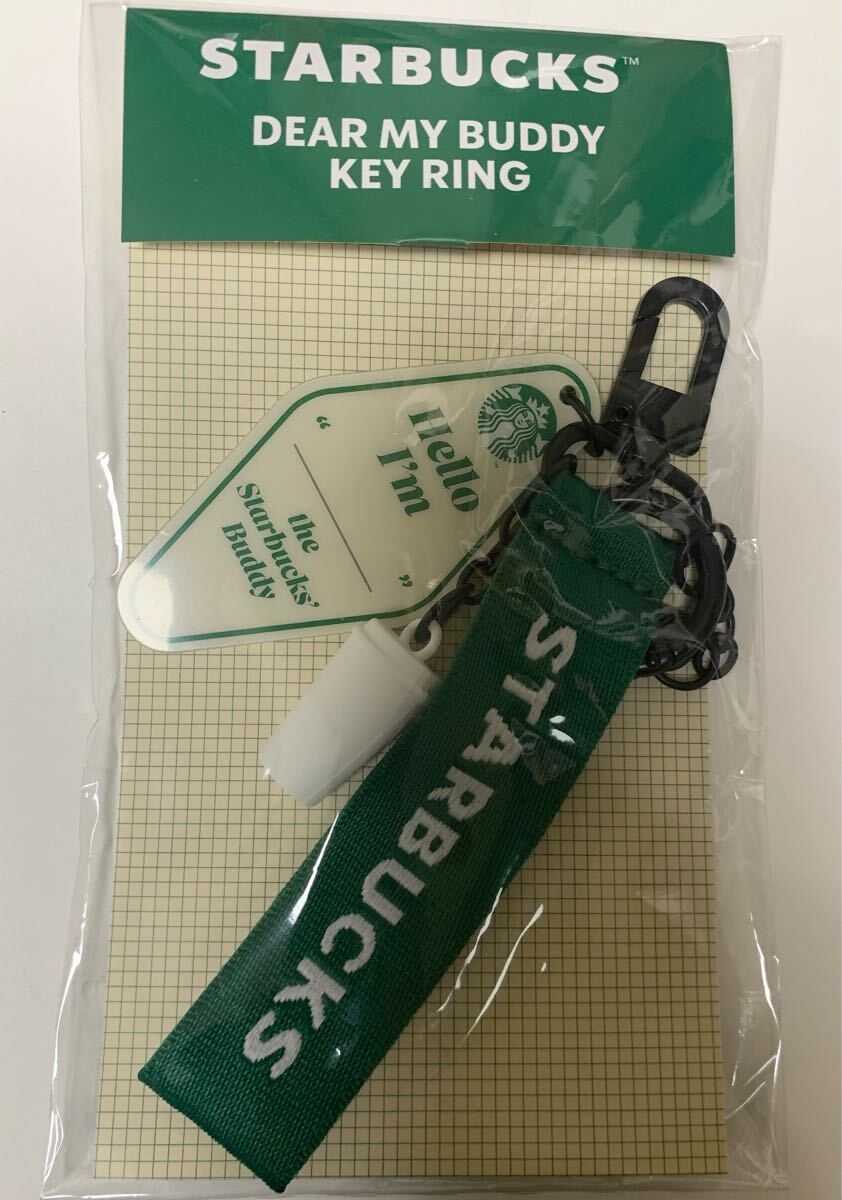 STARBUCKS™
DEAR MY BUDDY
KEY RING
Hello
I'm
“
”
the
Starbucks’
Buddy
STARBUCKS